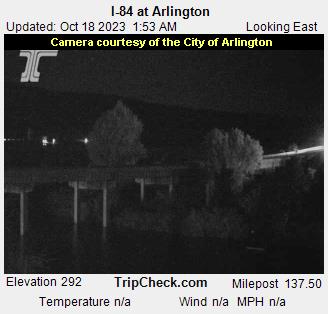 I-84 at Arlington
Updated: Oct 18 2023 1:53 AM Looking East
Camera courtesy of the City of Arlington
Elevation 292 TripCheck.com Milepost 137.50
Temperature n/a Wind n/a MPH n/a